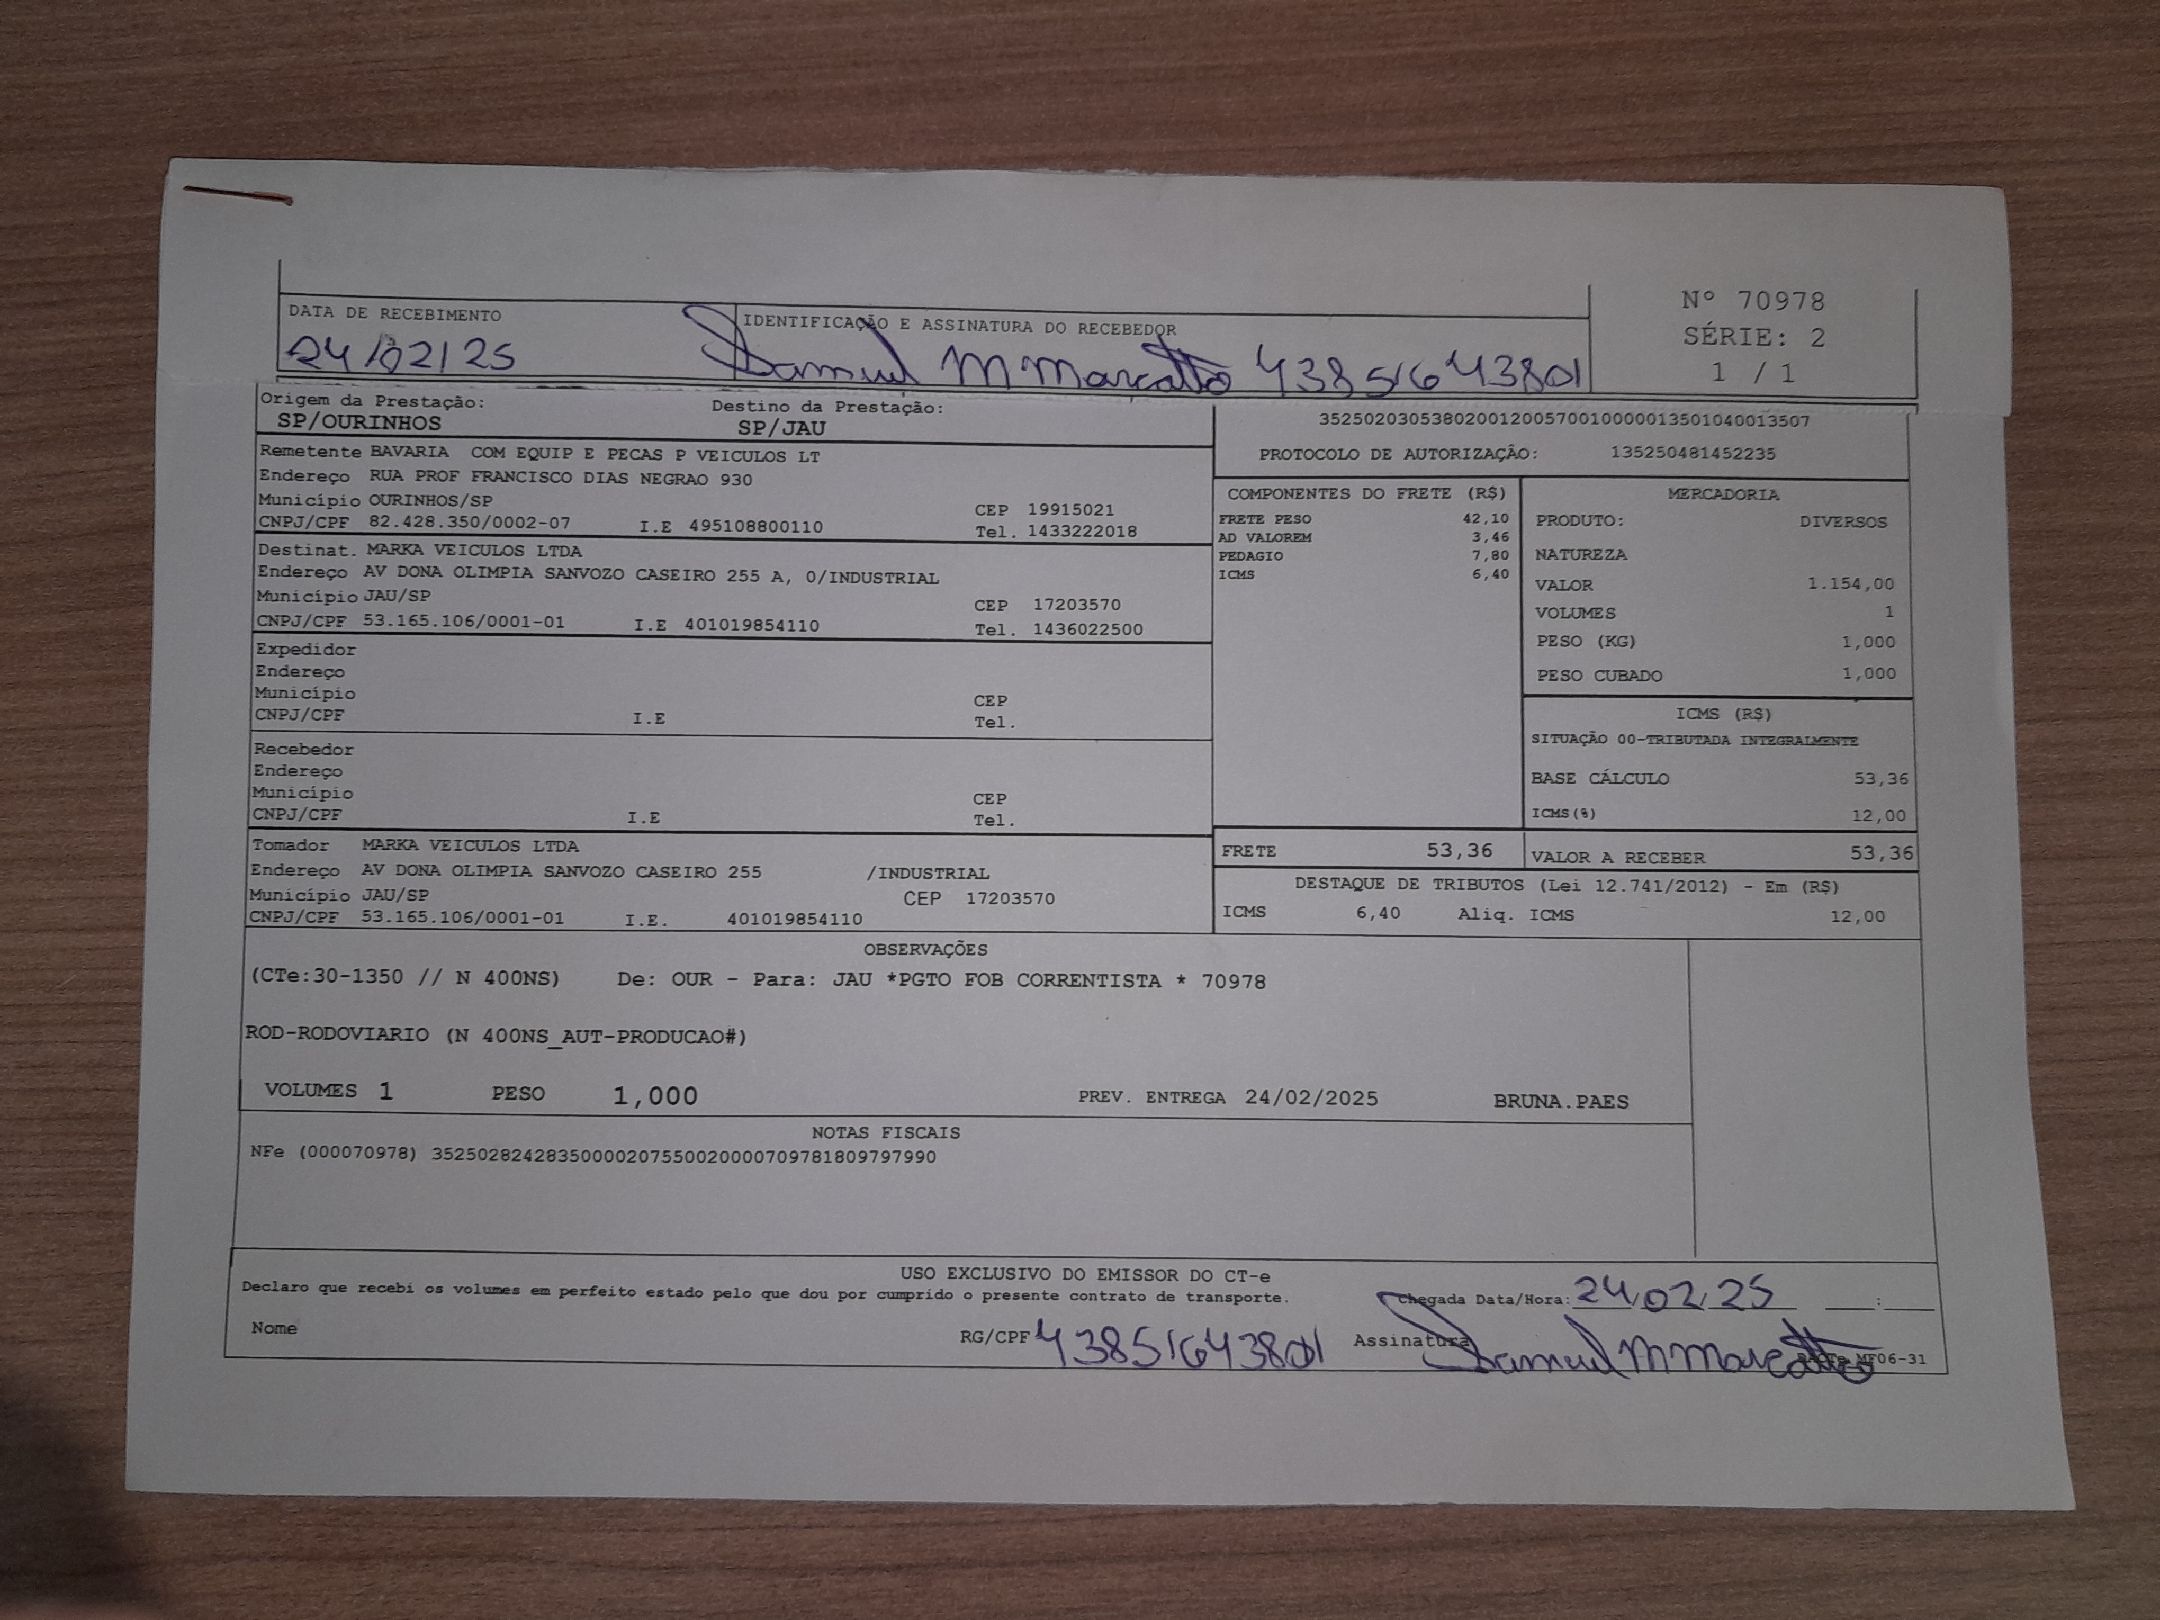 DATA DE RECEBIMENTO
24/02/25
IDENTIFICAÇÃO E ASSINATURA DO RECEBEDOR
Samuel M Marcatto 43851643801
Nº 70978
SÉRIE: 2
1 / 1
Origem da Prestação: Destino da Prestação:
SP/OURINHOS SP/JAU
35250203053802001200570010000013501040013507
PROTOCOLO DE AUTORIZAÇÃO: 135250481452235
Remetente BAVARIA COM EQUIP E PECAS P VEICULOS LT
Endereço RUA PROF FRANCISCO DIAS NEGRAO 930
Município OURINHOS/SP CEP 19915021
CNPJ/CPF 82.428.350/0002-07 I.E 495108800110 Tel. 1433222018
Destinat. MARKA VEICULOS LTDA
Endereço AV DONA OLIMPIA SANVOZO CASEIRO 255 A, 0/INDUSTRIAL
Município JAU/SP CEP 17203570
CNPJ/CPF 53.165.106/0001-01 I.E 401019854110 Tel. 1436022500
Expedidor
Endereço
Município CEP
CNPJ/CPF I.E Tel.
Recebedor
Endereço
Município CEP
CNPJ/CPF I.E Tel.
Tomador MARKA VEICULOS LTDA
Endereço AV DONA OLIMPIA SANVOZO CASEIRO 255 /INDUSTRIAL
Município JAU/SP CEP 17203570
CNPJ/CPF 53.165.106/0001-01 I.E. 401019854110
COMPONENTES DO FRETE (R$)
FRETE PESO 42,10
AD VALOREM 3,46
PEDAGIO 7,80
ICMS 6,40
MERCADORIA
PRODUTO: DIVERSOS
NATUREZA
VALOR 1.154,00
VOLUMES 1
PESO (KG) 1,000
PESO CUBADO 1,000
ICMS (R$)
SITUAÇÃO 00-TRIBUTADA INTEGRALMENTE
BASE CÁLCULO 53,36
ICMS(%) 12,00
FRETE 53,36 VALOR A RECEBER 53,36
DESTAQUE DE TRIBUTOS (Lei 12.741/2012) - Em (R$)
ICMS 6,40 Aliq. ICMS 12,00
OBSERVAÇÕES
(CTe:30-1350 // N 400NS) De: OUR - Para: JAU *PGTO FOB CORRENTISTA * 70978
ROD-RODOVIARIO (N 400NS_AUT-PRODUCAO#)
VOLUMES 1 PESO 1,000 PREV. ENTREGA 24/02/2025 BRUNA.PAES
NOTAS FISCAIS
NFe (000070978) 35250282428350000207550020000709781809797990
USO EXCLUSIVO DO EMISSOR DO CT-e
Declaro que recebi os volumes em perfeito estado pelo que dou por cumprido o presente contrato de transporte. Chegada Data/Hora: 24/02/25 :
Nome RG/CPF 43851643801 Assinatura Samuel M Marcatto
MF06-31